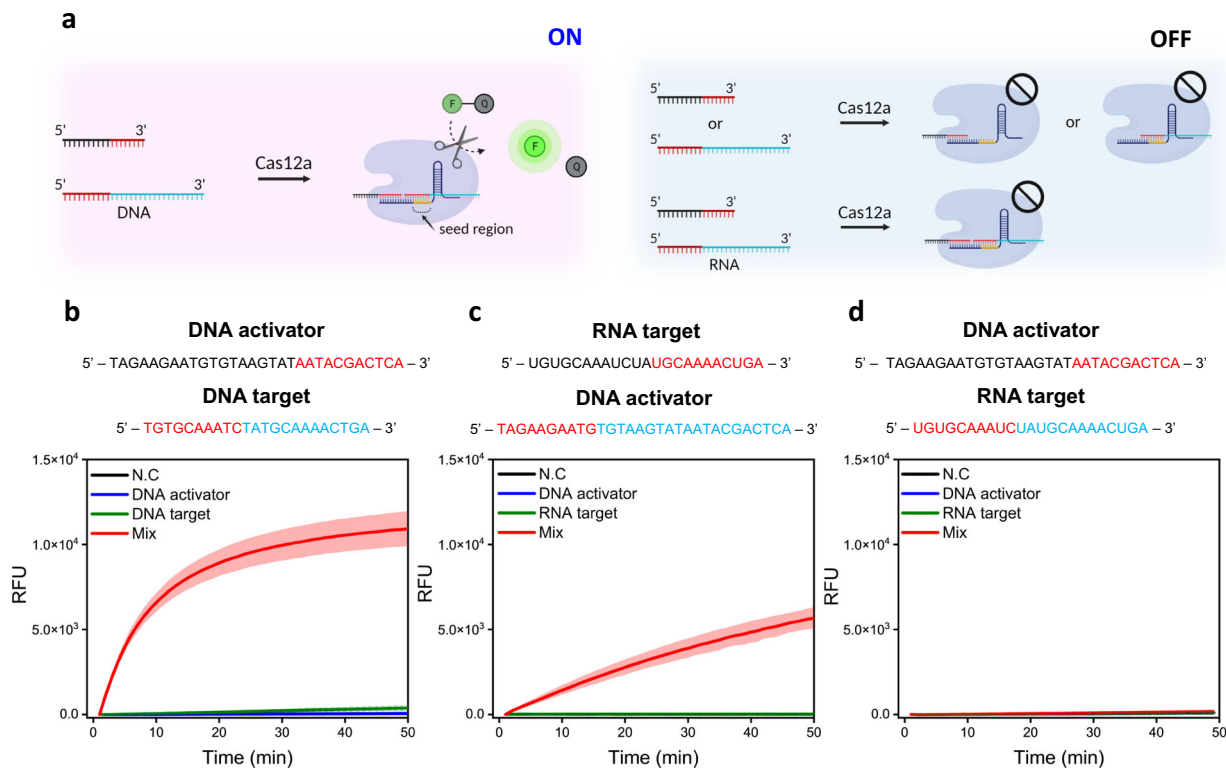 a
ON
OFF
5' 3'
5' 3'
DNA
Cas12a
F Q
F
Q
seed region
5' 3'
or
5' 3'
Cas12a
or
5' 3'
5' 3'
RNA
Cas12a
b
DNA activator
5' – TAGAAGAATGTGTAAGTATAATACGACTCA – 3'
DNA target
5' – TGTGCAAATCTATGCAAAACTGA – 3'
1.5×10⁴
1.0×10⁴
5.0×10³
0.0
RFU
N.C
DNA activator
DNA target
Mix
0 10 20 30 40 50
Time (min)
c
RNA target
5' – UGUGCAAAUCUAUGCAAAACUGA – 3'
DNA activator
5' – TAGAAGAATGTGTAAGTATAATACGACTCA – 3'
1.5×10⁴
1.0×10⁴
5.0×10³
0.0
RFU
N.C
DNA activator
RNA target
Mix
0 10 20 30 40 50
Time (min)
d
DNA activator
5' – TAGAAGAATGTGTAAGTATAATACGACTCA – 3'
RNA target
5' – UGUGCAAAUCUAUGCAAAACUGA – 3'
1.5×10⁴
1.0×10⁴
5.0×10³
0.0
RFU
N.C
DNA activator
RNA target
Mix
0 10 20 30 40 50
Time (min)